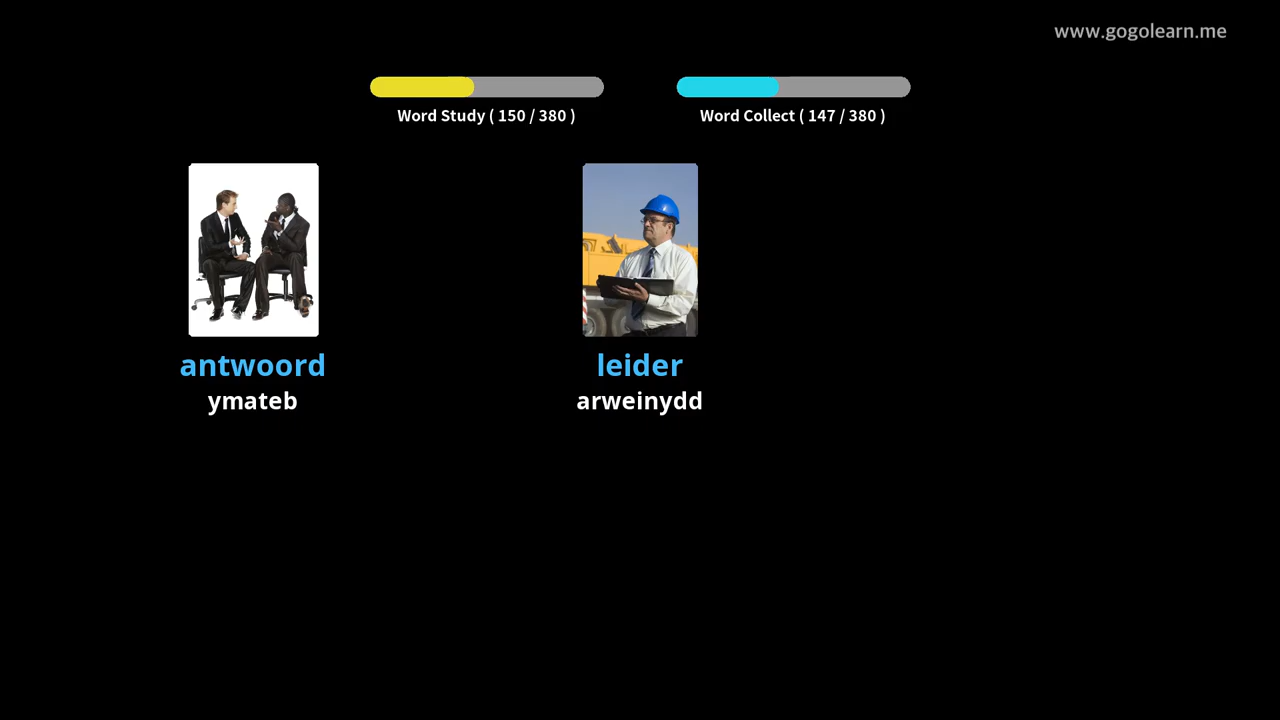 www.gogolearn.me
Word Study ( 150 / 380 )
Word Collect ( 147 / 380 )
antwoord
ymateb
leider
arweinydd